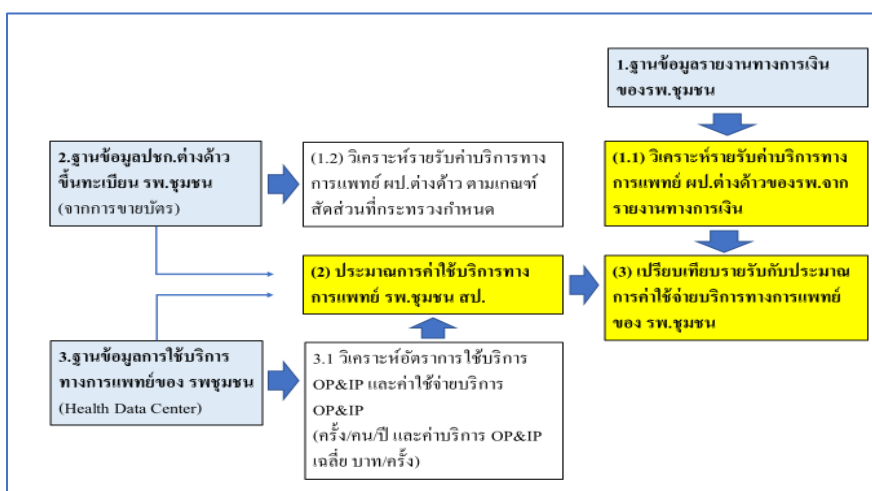 1.ฐานข้อมูลรายงานทางการเงิน
ของรพ.ชุมชน
2.ฐานข้อมูลปชก.ต่างด้าว
ขึ้นทะเบียน รพ.ชุมชน
(จากการขายบัตร)
(1.2) วิเคราะห์รายรับค่าบริการทาง
การแพทย์ ผป.ต่างด้าว ตามเกณฑ์
สัดส่วนที่กระทรวงกำหนด
(1.1) วิเคราะห์รายรับค่าบริการทาง
การแพทย์ ผป.ต่างด้าวของรพ.จาก
รายงานทางการเงิน
(2) ประมาณการค่าใช้บริการทาง
การแพทย์ รพ.ชุมชน สป.
(3) เปรียบเทียบรายรับกับประมาณ
การค่าใช้จ่ายบริการทางการแพทย์
ของ รพ.ชุมชน
3.ฐานข้อมูลการใช้บริการ
ทางการแพทย์ของ รพชุมชน
(Health Data Center)
3.1 วิเคราะห์อัตราการใช้บริการ
OP&IP และค่าใช้จ่ายบริการ
OP&IP
(ครั้ง/คน/ปี และค่าบริการ OP&IP
เฉลี่ย บาท/ครั้ง)